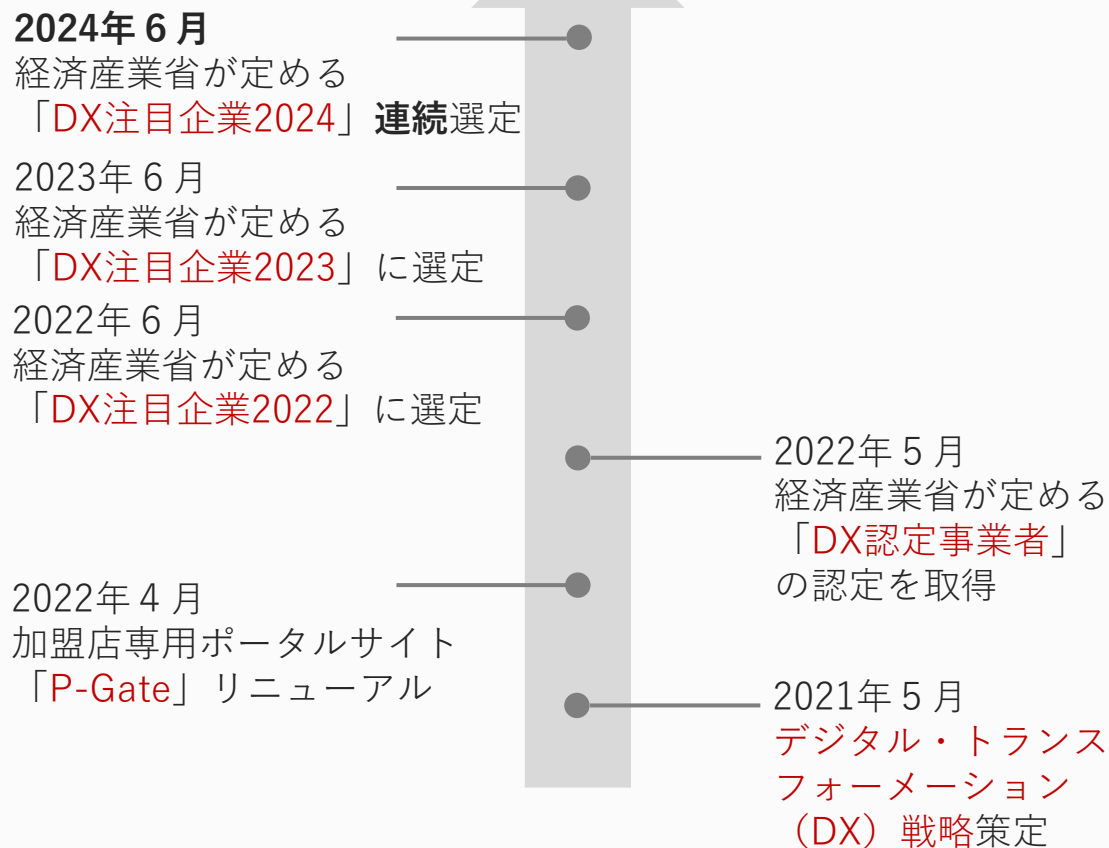 2024年６月
経済産業省が定める
「DX注目企業2024」連続選定
2023年６月
経済産業省が定める
「DX注目企業2023」に選定
2022年６月
経済産業省が定める
「DX注目企業2022」に選定
2022年５月
経済産業省が定める
「DX認定事業者」
の認定を取得
2022年４月
加盟店専用ポータルサイト
「P-Gate」リニューアル
2021年５月
デジタル・トランス
フォーメーション
（DX）戦略策定